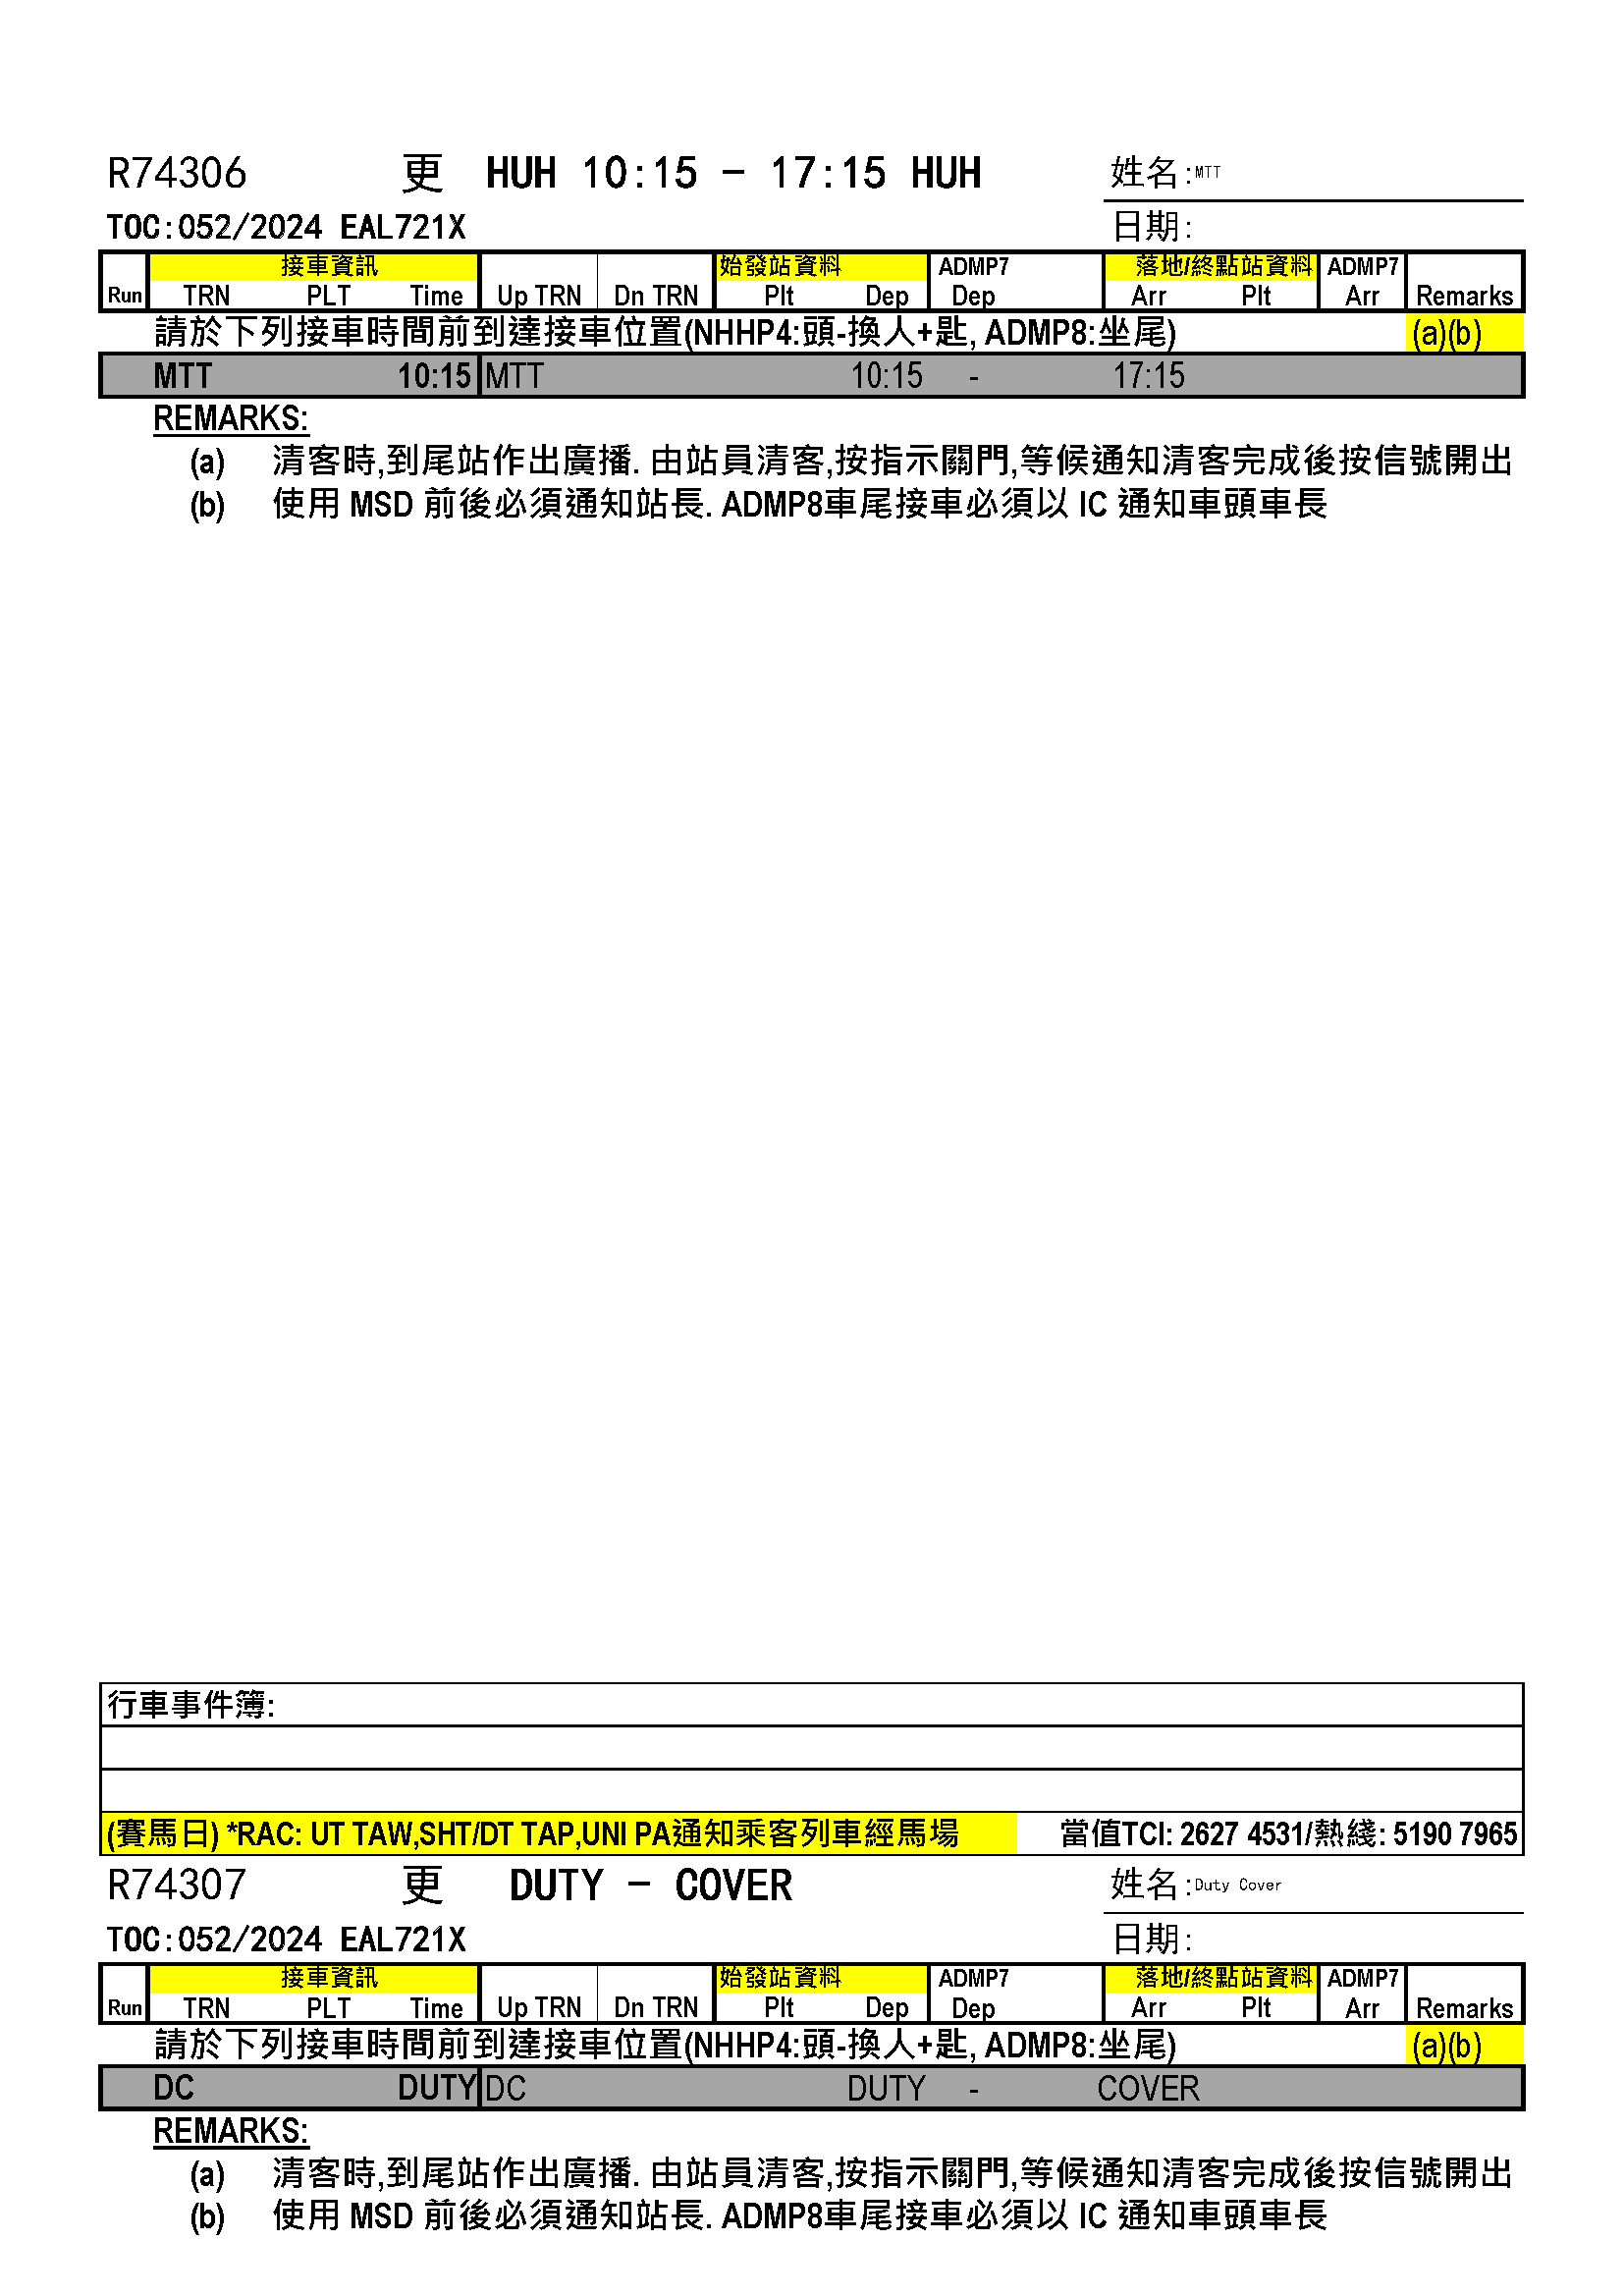 R74306 更 HUH 10:15 - 17:15 HUH 姓名:MTT
TOC:052/2024 EAL721X 日期:
接車資訊 始發站資料 ADMP7 落地/終點站資料 ADMP7
Run TRN PLT Time Up TRN Dn TRN Plt Dep Dep Arr Plt Arr Remarks
請於下列接車時間前到達接車位置(NHHP4:頭-換人+匙, ADMP8:坐尾) (a)(b)
MTT 10:15 MTT 10:15 - 17:15
REMARKS:
(a) 清客時,到尾站作出廣播. 由站員清客,按指示關門,等候通知清客完成後按信號開出
(b) 使用 MSD 前後必須通知站長. ADMP8車尾接車必須以 IC 通知車頭車長
行車事件簿:
(賽馬日) *RAC: UT TAW,SHT/DT TAP,UNI PA通知乘客列車經馬場 當值TCI: 2627 4531/熱綫: 5190 7965
R74307 更 DUTY - COVER 姓名:Duty Cover
TOC:052/2024 EAL721X 日期:
接車資訊 始發站資料 ADMP7 落地/終點站資料 ADMP7
Run TRN PLT Time Up TRN Dn TRN Plt Dep Dep Arr Plt Arr Remarks
請於下列接車時間前到達接車位置(NHHP4:頭-換人+匙, ADMP8:坐尾) (a)(b)
DC DUTY DC DUTY - COVER
REMARKS:
(a) 清客時,到尾站作出廣播. 由站員清客,按指示關門,等候通知清客完成後按信號開出
(b) 使用 MSD 前後必須通知站長. ADMP8車尾接車必須以 IC 通知車頭車長